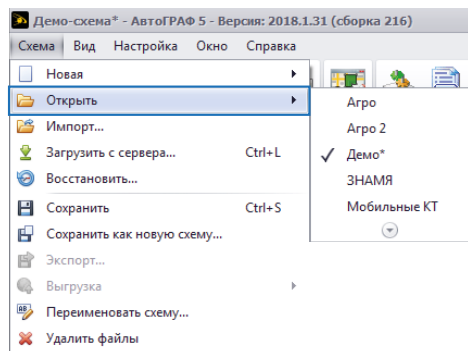 Демо-схема* - АвтоГРАФ 5 - Версия: 2018.1.31 (сборка 216)
Схема Вид Настройка Окно Справка
Новая
Открыть
Импорт...
Загрузить с сервера... Ctrl+L
Восстановить...
Сохранить Ctrl+S
Сохранить как новую схему...
Экспорт...
Выгрузка
Переименовать схему...
Удалить файлы
Агро
Агро 2
Демо*
ЗНАМЯ
Мобильные КТ